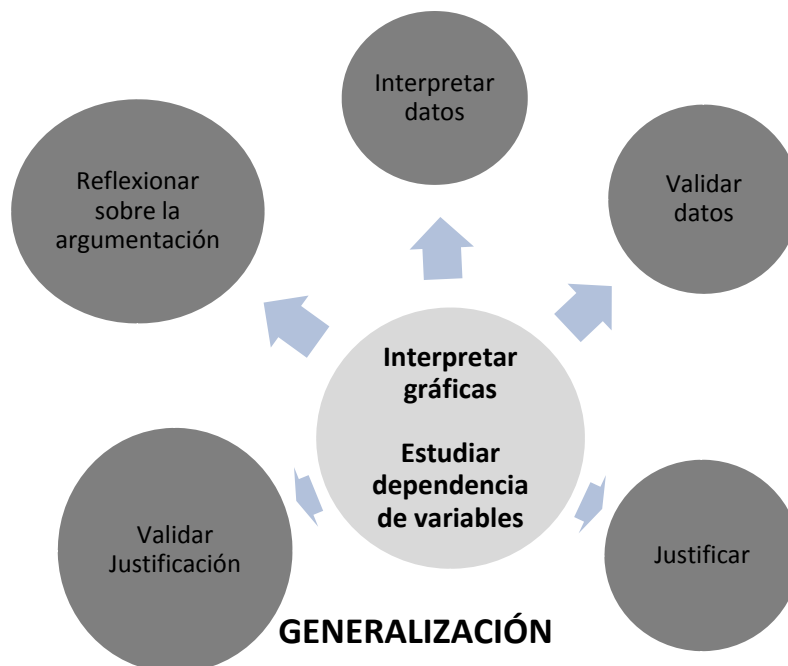 Interpretar
datos
Reflexionar
sobre la
argumentación
Validar
datos
Interpretar
gráficas
Estudiar
dependencia
de variables
Validar
Justificación
Justificar
GENERALIZACIÓN